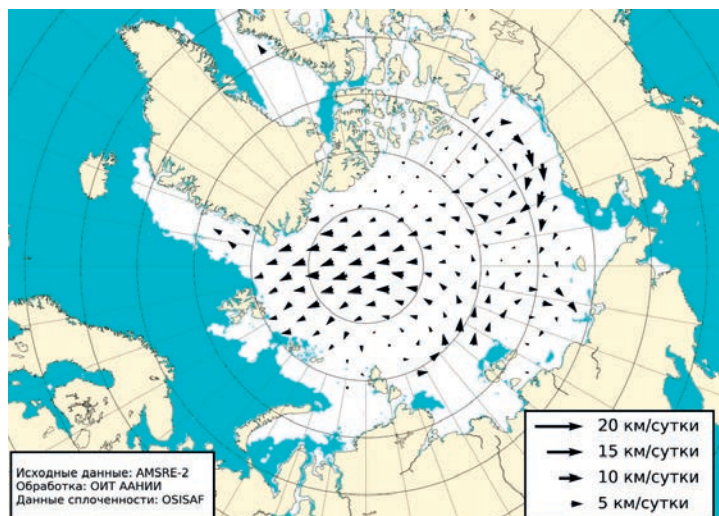 Исходные данные: AMSRE-2
Обработка: ОИТ ААНИИ
Данные сплоченности: OSISAF
20 км/сутки
15 км/сутки
10 км/сутки
5 км/сутки